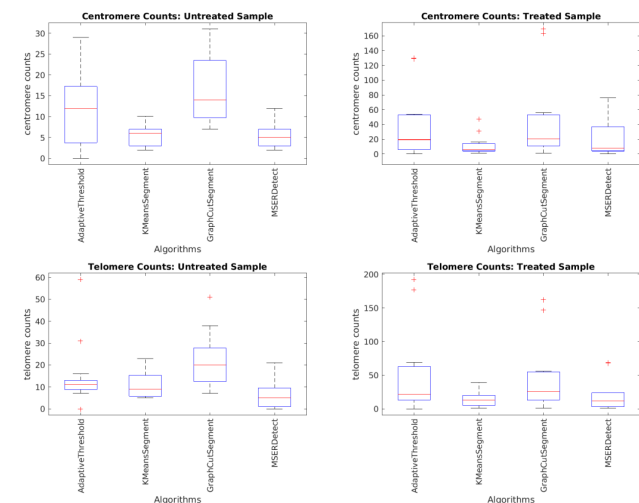 Centromere Counts: Untreated Sample
30
25
20
15
10
5
0
centromere counts
AdaptiveThreshold
KMeansSegment
GraphCutSegment
MSERDetect
Algorithms
Centromere Counts: Treated Sample
160
140
120
100
80
60
40
20
0
centromere counts
AdaptiveThreshold
KMeansSegment
GraphCutSegment
MSERDetect
Algorithms
Telomere Counts: Untreated Sample
60
50
40
30
20
10
0
telomere counts
AdaptiveThreshold
KMeansSegment
GraphCutSegment
MSERDetect
Algorithms
Telomere Counts: Treated Sample
200
150
100
50
0
telomere counts
AdaptiveThreshold
KMeansSegment
GraphCutSegment
MSERDetect
Algorithms